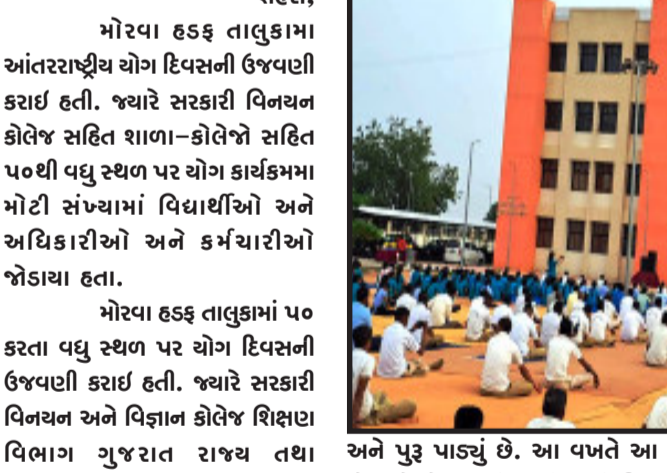 મોરવા હડફ તાલુકામા
આંતરરાષ્ટ્રીય યોગ દિવસની ઉજવણી
કરાઇ હતી. જ્યારે સરકારી વિનયન
કોલેજ સહિત શાળા–કોલેજો સહિત
૫૦થી વધુ સ્થળ પર યોગ કાર્યકમમા
મોટી સંખ્યામાં વિદ્યાર્થીઓ અને
અધિકારીઓ અને કર્મચારીઓ
જોડાયા હતા.
મોરવા હડફ તાલુકામાં ૫૦
કરતા વધુ સ્થળ પર યોગ દિવસની
ઉજવણી કરાઇ હતી. જ્યારે સરકારી
વિનયન અને વિજ્ઞાન કોલેજ શિક્ષણ
વિભાગ ગુજરાત રાજ્ય તથા
અને પુરૂ પાડ્યું છે. આ વખતે આ